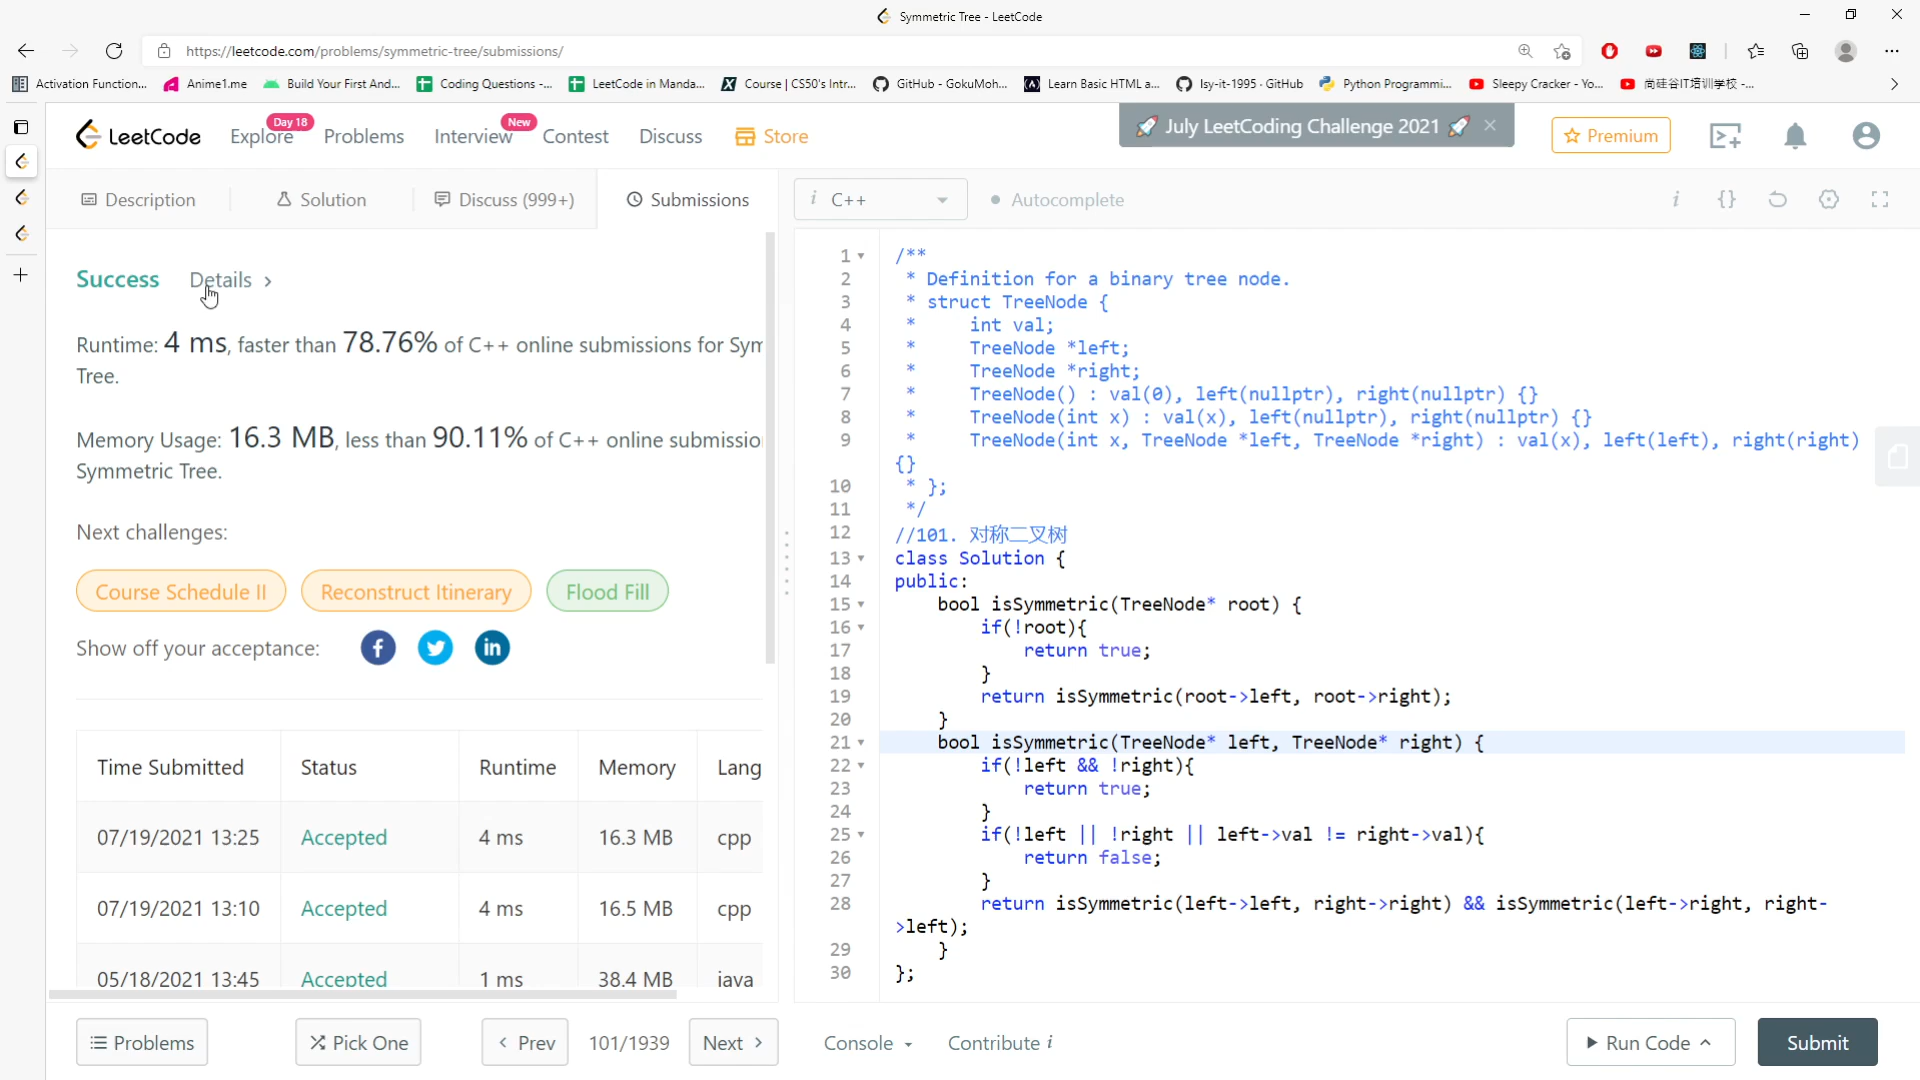 Symmetric Tree - LeetCode
https://leetcode.com/problems/symmetric-tree/submissions/
Activation Function... Anime1.me Build Your First And... Coding Questions -... LeetCode in Manda... Course | CS50's Intr... GitHub - GokuMoh... Learn Basic HTML a... lsy-it-1995 · GitHub Python Programmi... Sleepy Cracker - Yo... 尚硅谷IT培训学校 -...
LeetCode Explore Day 18 Problems Interview New Contest Discuss Store
🚀 July LeetCoding Challenge 2021 🚀 ×
Premium
Description Solution Discuss (999+) Submissions
Success Details >
Runtime: 4 ms, faster than 78.76% of C++ online submissions for Sym
Tree.
Memory Usage: 16.3 MB, less than 90.11% of C++ online submissio
Symmetric Tree.
Next challenges:
Course Schedule II Reconstruct Itinerary Flood Fill
Show off your acceptance:
Time Submitted Status Runtime Memory Lang
07/19/2021 13:25 Accepted 4 ms 16.3 MB cpp
07/19/2021 13:10 Accepted 4 ms 16.5 MB cpp
05/18/2021 13:45 Accepted 1 ms 38.4 MB java
i C++ Autocomplete i {}
1 /**
2 * Definition for a binary tree node.
3 * struct TreeNode {
4 * int val;
5 * TreeNode *left;
6 * TreeNode *right;
7 * TreeNode() : val(0), left(nullptr), right(nullptr) {}
8 * TreeNode(int x) : val(x), left(nullptr), right(nullptr) {}
9 * TreeNode(int x, TreeNode *left, TreeNode *right) : val(x), left(left), right(right)
{}
10 * };
11 */
12 //101. 对称二叉树
13 class Solution {
14 public:
15 bool isSymmetric(TreeNode* root) {
16 if(!root){
17 return true;
18 }
19 return isSymmetric(root->left, root->right);
20 }
21 bool isSymmetric(TreeNode* left, TreeNode* right) {
22 if(!left && !right){
23 return true;
24 }
25 if(!left || !right || left->val != right->val){
26 return false;
27 }
28 return isSymmetric(left->left, right->right) && isSymmetric(left->right, right-
>left);
29 }
30 };
Problems Pick One < Prev 101/1939 Next > Console Contribute i Run Code Submit